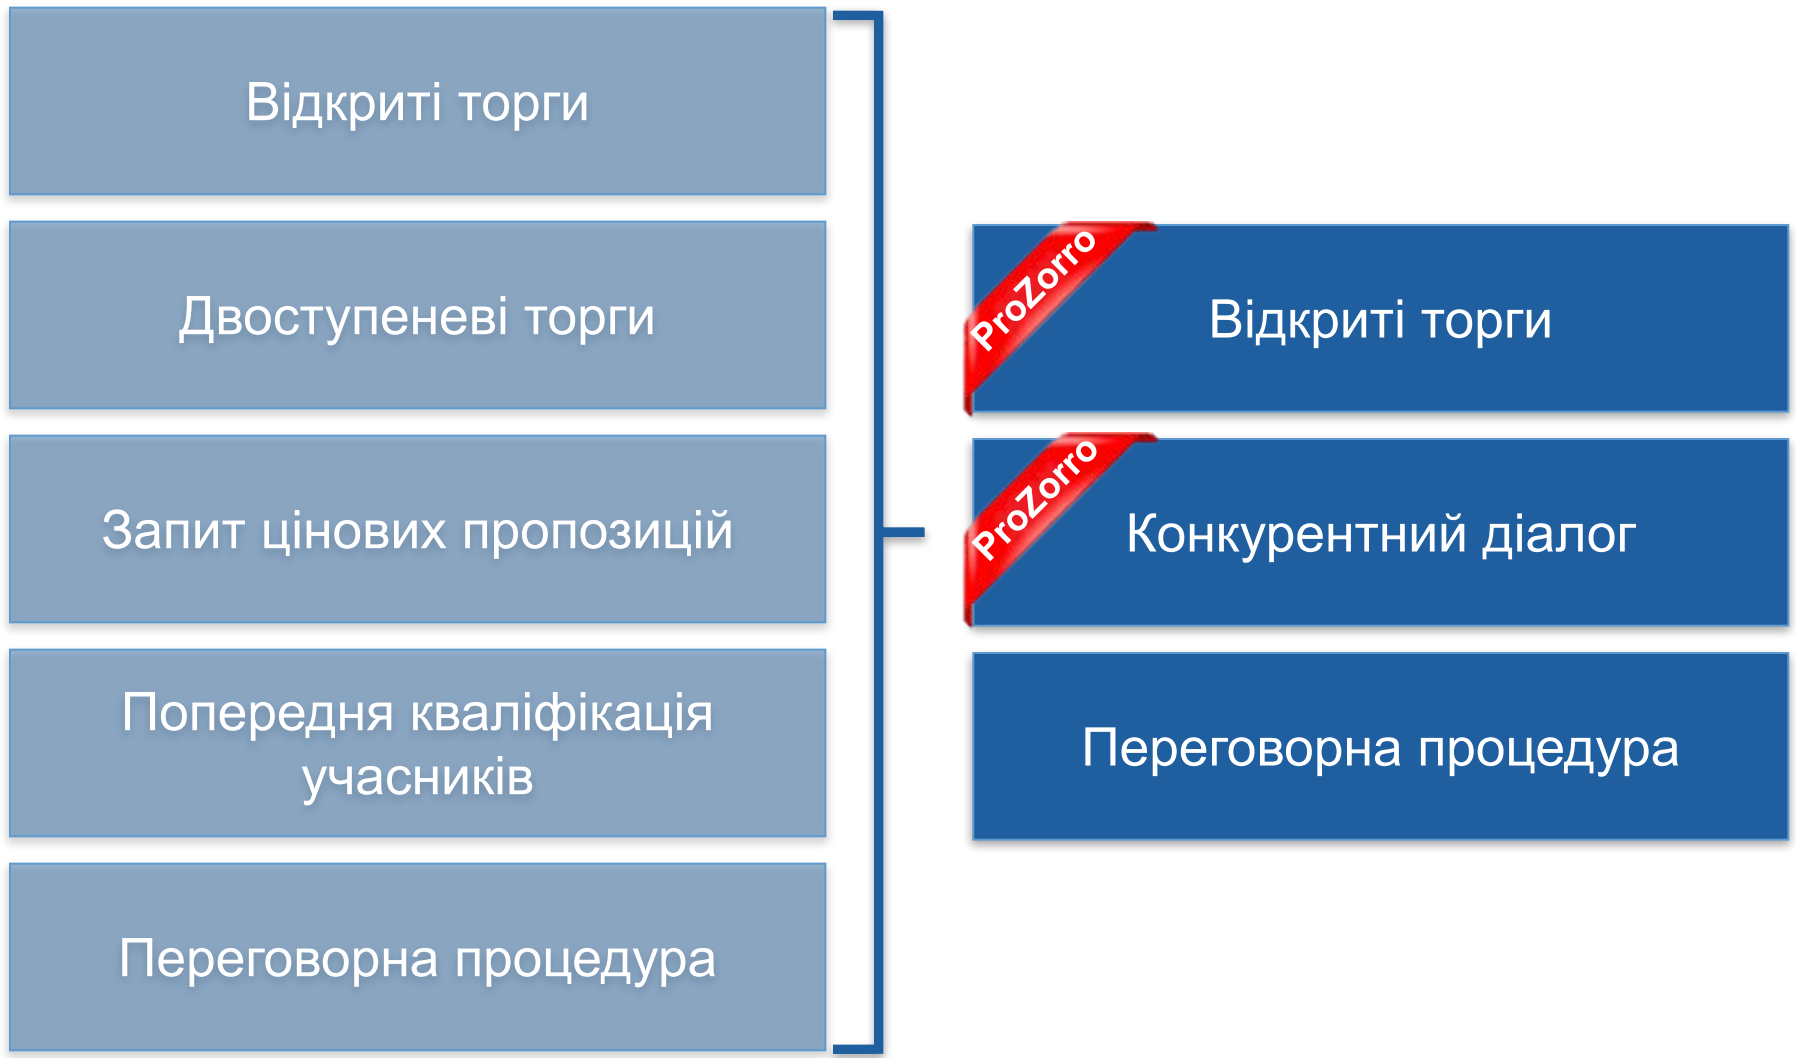 Відкриті торги
Двоступеневі торги
Запит цінових пропозицій
Попередня кваліфікація
учасників
Переговорна процедура
ProZorro
Відкриті торги
ProZorro
Конкурентний діалог
Переговорна процедура